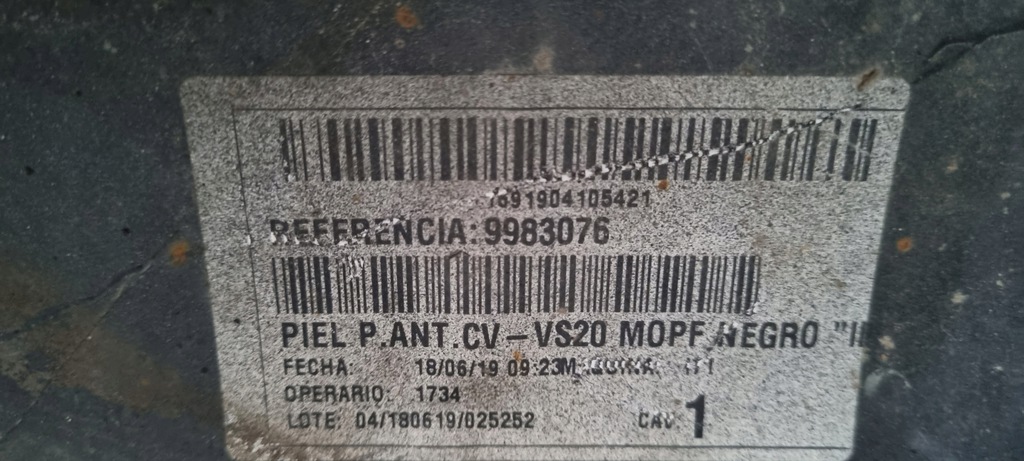 1891904105421
REFERENCIA: 9983076
PIEL P.ANT.CV-VS20 MOPF NEGRO "I
FECHA: 18/06/19 09:23
OPERARIO: 1734
LOTE: 04/180619/025252 CAV 1